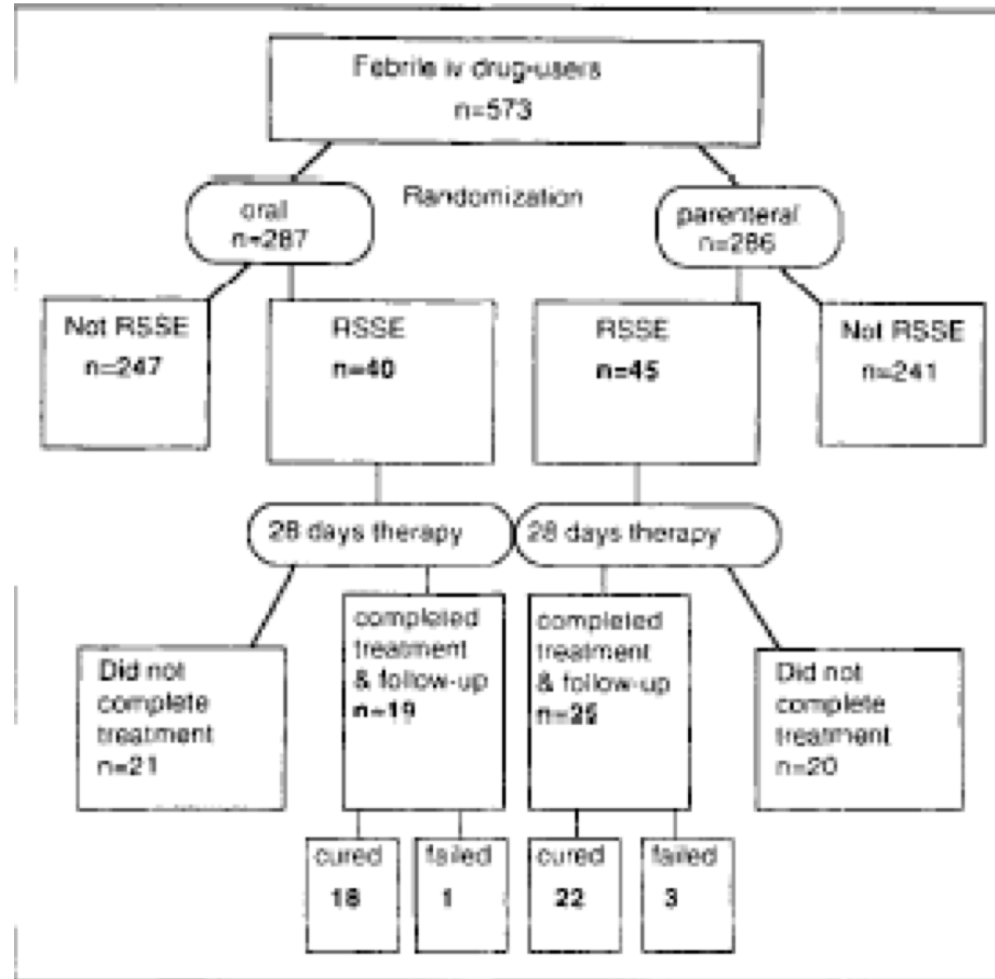 Febrile iv drug-users
n=573
Randomization
oral
n=287
parenteral
n=286
Not RSSE
n=247
RSSE
n=40
RSSE
n=45
Not RSSE
n=241
28 days therapy
28 days therapy
Did not
complete
treatment
n=21
completed
treatment
& follow-up
n=19
completed
treatment
& follow-up
n=25
Did not
complete
treatment
n=20
cured
18
failed
1
cured
22
failed
3